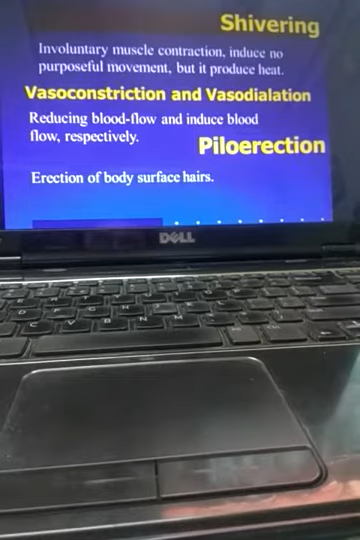 Shivering
Involuntary muscle contraction, induce no
purposeful movement, but it produce heat.
Vasoconstriction and Vasodialation
Reducing blood-flow and induce blood
flow, respectively.
Piloerection
Erection of body surface hairs.
DELL
C V B N M